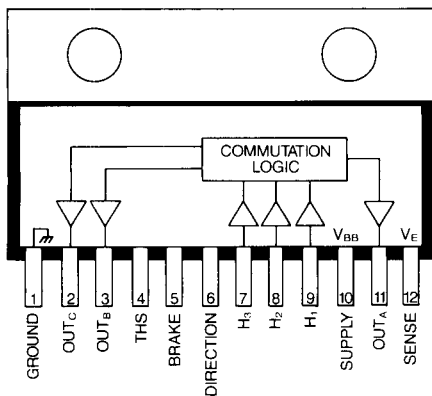 COMMUTATION
LOGIC
V_BB
V_E
1
2
3
4
5
6
7
8
9
10
11
12
GROUND
OUT_C
OUT_B
THS
BRAKE
DIRECTION
H_3
H_2
H_1
SUPPLY
OUT_A
SENSE